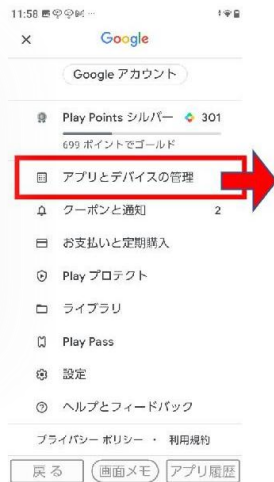 11:58
Google
Google アカウント
Play Points シルバー 301
699 ポイントでゴールド
アプリとデバイスの管理
クーポンと通知 2
お支払いと定期購入
Play プロテクト
ライブラリ
Play Pass
設定
ヘルプとフィードバック
プライバシー ポリシー ・ 利用規約
戻る 画面メモ アプリ履歴